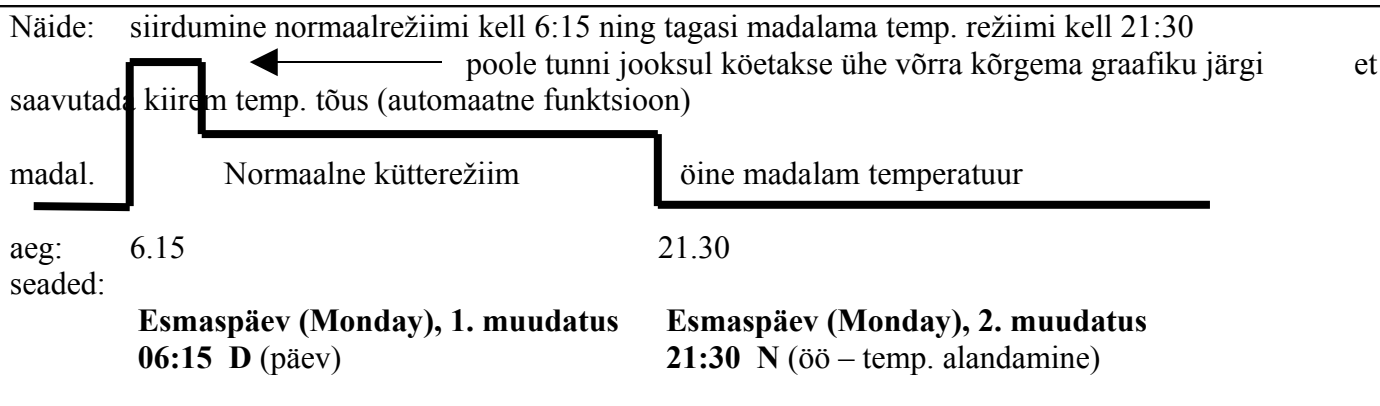 Näide: siirdumine normaalrežiimi kell 6:15 ning tagasi madalama temp. režiimi kell 21:30
poole tunni jooksul köetakse ühe võrra kõrgema graafiku järgi et
saavutada kiirem temp. tõus (automaatne funktsioon)
madal. Normaalne kütterežiim öine madalam temperatuur
aeg: 6.15 21.30
seaded:
Esmaspäev (Monday), 1. muudatus Esmaspäev (Monday), 2. muudatus
06:15 D (päev) 21:30 N (öö – temp. alandamine)